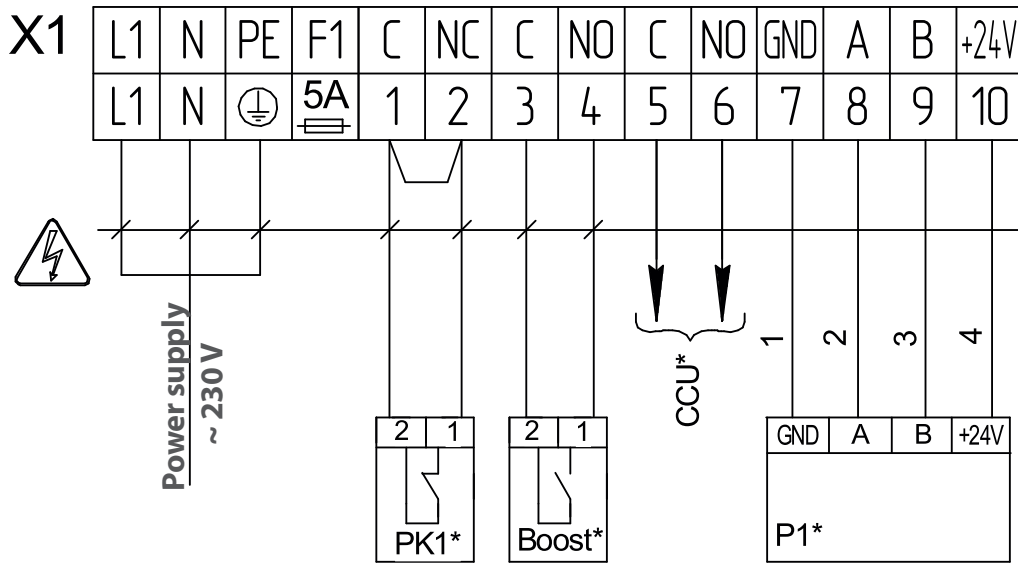 X1 L1 N PE F1 C NC C NO C NO GND A B +24V
L1 N 5A 1 2 3 4 5 6 7 8 9 10
Power supply
~ 230 V
CCU*
1 2 3 4
2 1
PK1*
2 1
Boost*
GND A B +24V
P1*